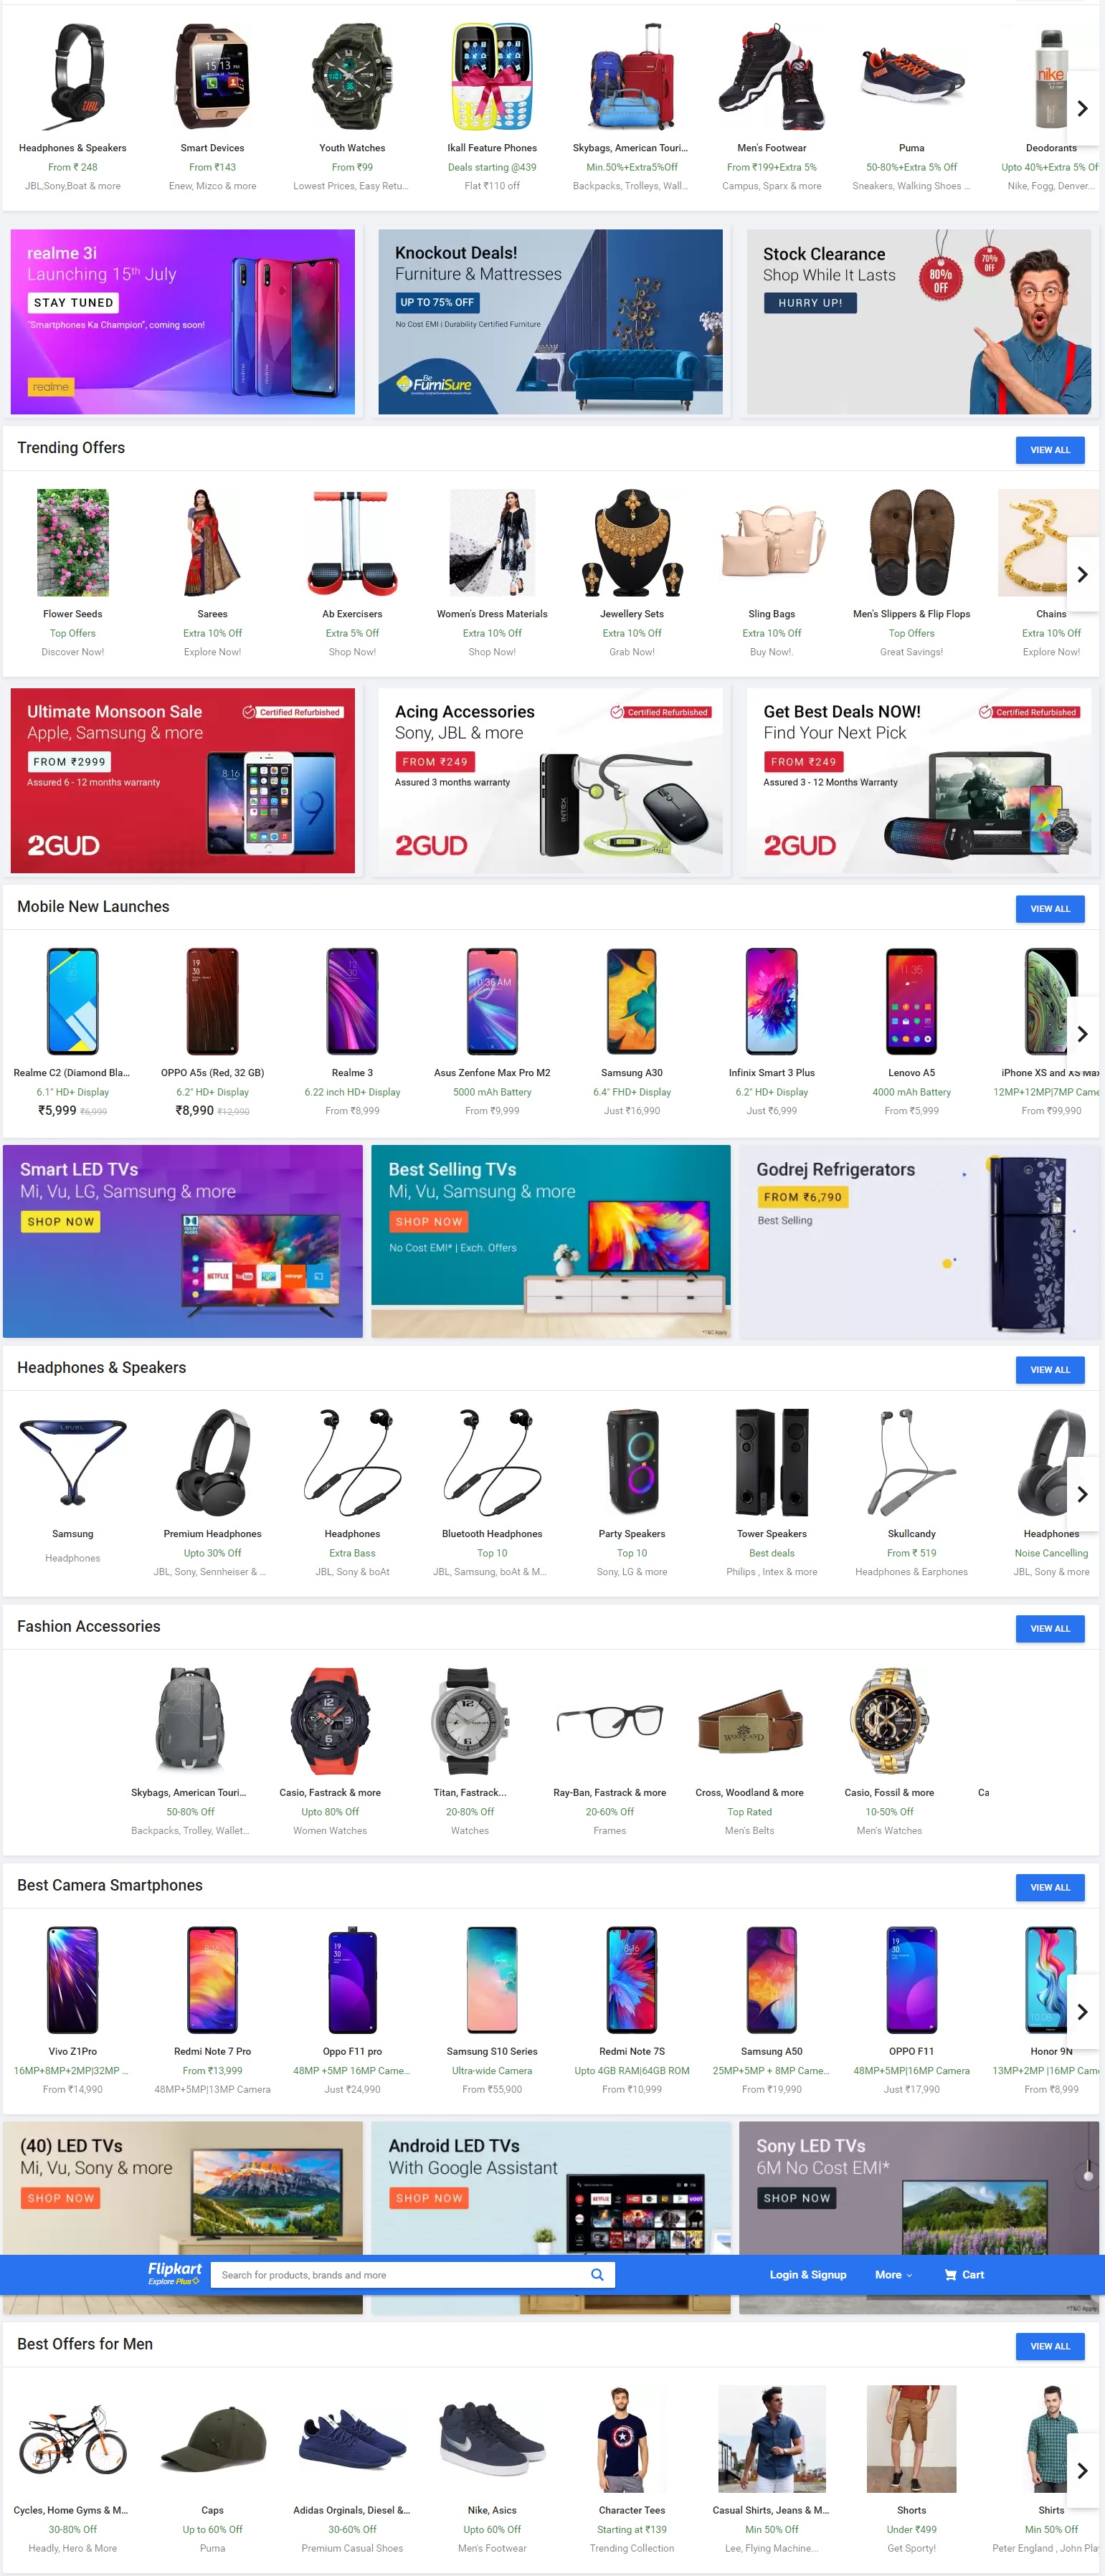 Headphones & Speakers
From ₹ 248
JBL,Sony,Boat & more
Smart Devices
From ₹143
Enew, Mizco & more
Youth Watches
From ₹99
Lowest Prices, Easy Retu...
Ikall Feature Phones
Deals starting @439
Flat ₹110 off
Skybags, American Touri...
Min.50%+Extra5%Off
Backpacks, Trolleys, Wall...
Men's Footwear
From ₹199+Extra 5%
Campus, Sparx & more
Puma
50-80%+Extra 5% Off
Sneakers, Walking Shoes ...
Deodorants
Upto 40%+Extra 5% Of
Nike, Fogg, Denver...
realme 3i
Launching 15th July
STAY TUNED
"Smartphones Ka Champion", coming soon!
realme
Knockout Deals!
Furniture & Mattresses
UP TO 75% OFF
No Cost EMI | Durability Certified Furniture
Be
FurniSure
Stock Clearance
Shop While It Lasts
HURRY UP!
80%
OFF
70%
OFF
Trending Offers
VIEW ALL
Flower Seeds
Top Offers
Discover Now!
Sarees
Extra 10% Off
Explore Now!
Ab Exercisers
Extra 5% Off
Shop Now!
Women's Dress Materials
Extra 10% Off
Shop Now!
Jewellery Sets
Extra 10% Off
Grab Now!
Sling Bags
Extra 10% Off
Buy Now!.
Men's Slippers & Flip Flops
Top Offers
Great Savings!
Chains
Extra 10% Off
Explore Now!
Ultimate Monsoon Sale
Certified Refurbished
Apple, Samsung & more
FROM ₹2999
Assured 6 - 12 months warranty
2GUD
Acing Accessories
Certified Refurbished
Sony, JBL & more
FROM ₹249
Assured 3 months warranty
INTEX
2GUD
Get Best Deals NOW!
Certified Refurbished
Find Your Next Pick
FROM ₹249
Assured 3 - 12 Months Warranty
2GUD
Mobile New Launches
VIEW ALL
Realme C2 (Diamond Bla...
6.1" HD+ Display
₹5,999 ₹6,999
OPPO A5s (Red, 32 GB)
6.2" HD+ Display
₹8,990 ₹12,990
Realme 3
6.22 inch HD+ Display
From ₹8,999
Asus Zenfone Max Pro M2
5000 mAh Battery
From ₹9,999
Samsung A30
6.4" FHD+ Display
Just ₹16,990
Infinix Smart 3 Plus
6.2" HD+ Display
Just ₹6,999
Lenovo A5
4000 mAh Battery
From ₹5,999
iPhone XS and XS Max
12MP+12MP|7MP Came
From ₹99,990
Smart LED TVs
Mi, Vu, LG, Samsung & more
SHOP NOW
NETFLIX
YouTube
Best Selling TVs
Mi, Vu, Samsung & more
SHOP NOW
No Cost EMI* | Exch. Offers
*T&C Apply
Godrej Refrigerators
FROM ₹6,790
Best Selling
Headphones & Speakers
VIEW ALL
LEVEL
Samsung
Headphones
Premium Headphones
Upto 30% Off
JBL, Sony, Sennheiser & ...
Headphones
Extra Bass
JBL, Sony & boAt
Bluetooth Headphones
Top 10
JBL, Samsung, boAt & M...
Party Speakers
Top 10
Sony, LG & more
Tower Speakers
Best deals
Philips , Intex & more
Skullcandy
From ₹ 519
Headphones & Earphones
Headphones
Noise Cancelling
JBL, Sony & more
Fashion Accessories
VIEW ALL
Skybags, American Touri...
50-80% Off
Backpacks, Trolley, Wallet...
Casio, Fastrack & more
Upto 80% Off
Women Watches
Titan, Fastrack...
20-80% Off
Watches
Ray-Ban, Fastrack & more
20-60% Off
Frames
Cross, Woodland & more
Top Rated
Men's Belts
Casio, Fossil & more
10-50% Off
Men's Watches
Ca
Best Camera Smartphones
VIEW ALL
Vivo Z1Pro
16MP+8MP+2MP|32MP ...
From ₹14,990
Redmi Note 7 Pro
From ₹13,999
48MP+5MP|13MP Camera
Oppo F11 pro
48MP +5MP 16MP Came...
Just ₹24,990
Samsung S10 Series
Ultra-wide Camera
From ₹55,900
Redmi Note 7S
Upto 4GB RAM|64GB ROM
From ₹10,999
Samsung A50
25MP+5MP + 8MP Came...
From ₹19,990
OPPO F11
48MP+5MP|16MP Camera
Just ₹17,990
Honor 9N
13MP+2MP |16MP Cam
From ₹8,999
(40) LED TVs
Mi, Vu, Sony & more
SHOP NOW
Android LED TVs
With Google Assistant
SHOP NOW
Sony LED TVs
6M No Cost EMI*
SHOP NOW
Flipkart
Explore Plus
Search for products, brands and more
Login & Signup
More
Cart
*T&C Apply
Best Offers for Men
VIEW ALL
Cycles, Home Gyms & M...
30-80% Off
Headly, Hero & More
Caps
Up to 60% Off
Puma
Adidas Orginals, Diesel &...
30-60% Off
Premium Casual Shoes
Nike, Asics
Upto 60% Off
Men's Footwear
Character Tees
Starting at ₹139
Trending Collection
Casual Shirts, Jeans & M...
Min 50% Off
Lee, Flying Machine...
Shorts
Under ₹499
Get Sporty!
Shirts
Min 50% Off
Peter England , John Pla